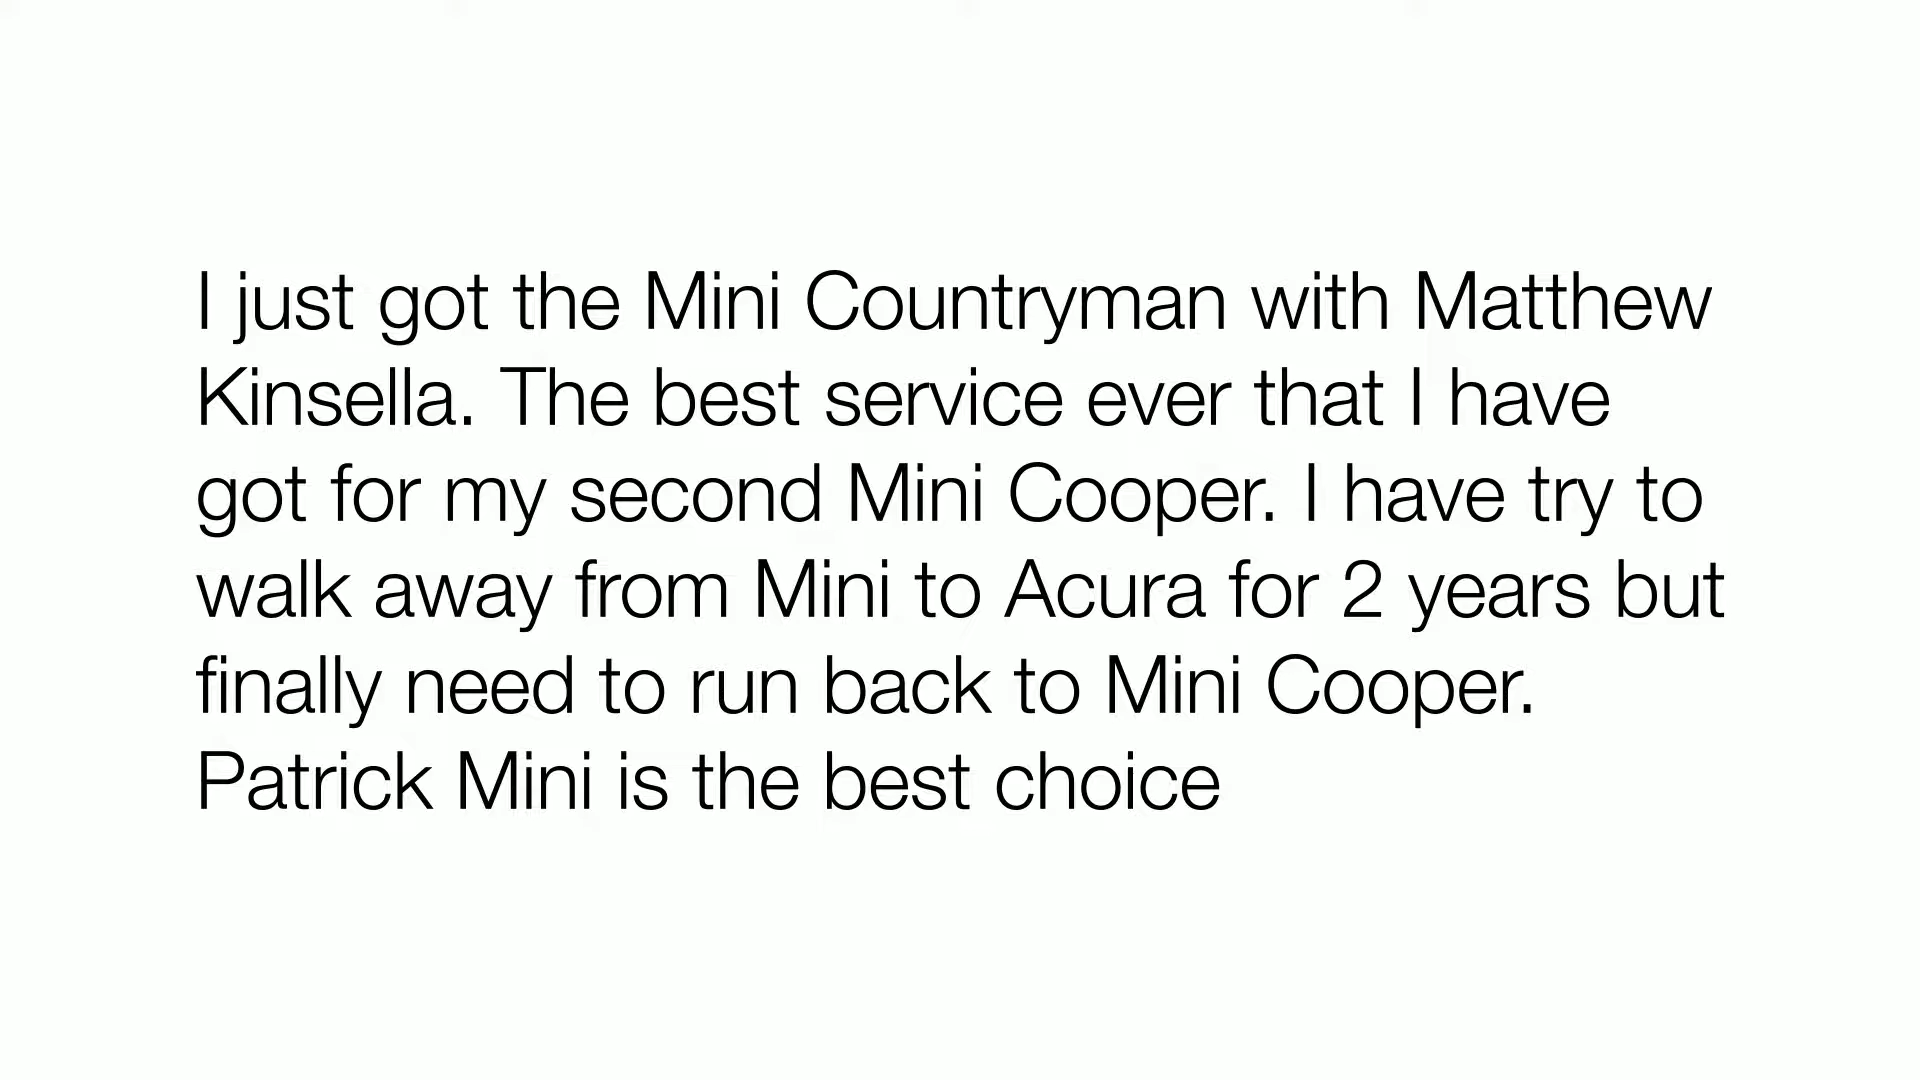 I just got the Mini Countryman with Matthew
Kinsella. The best service ever that I have
got for my second Mini Cooper. I have try to
walk away from Mini to Acura for 2 years but
finally need to run back to Mini Cooper.
Patrick Mini is the best choice